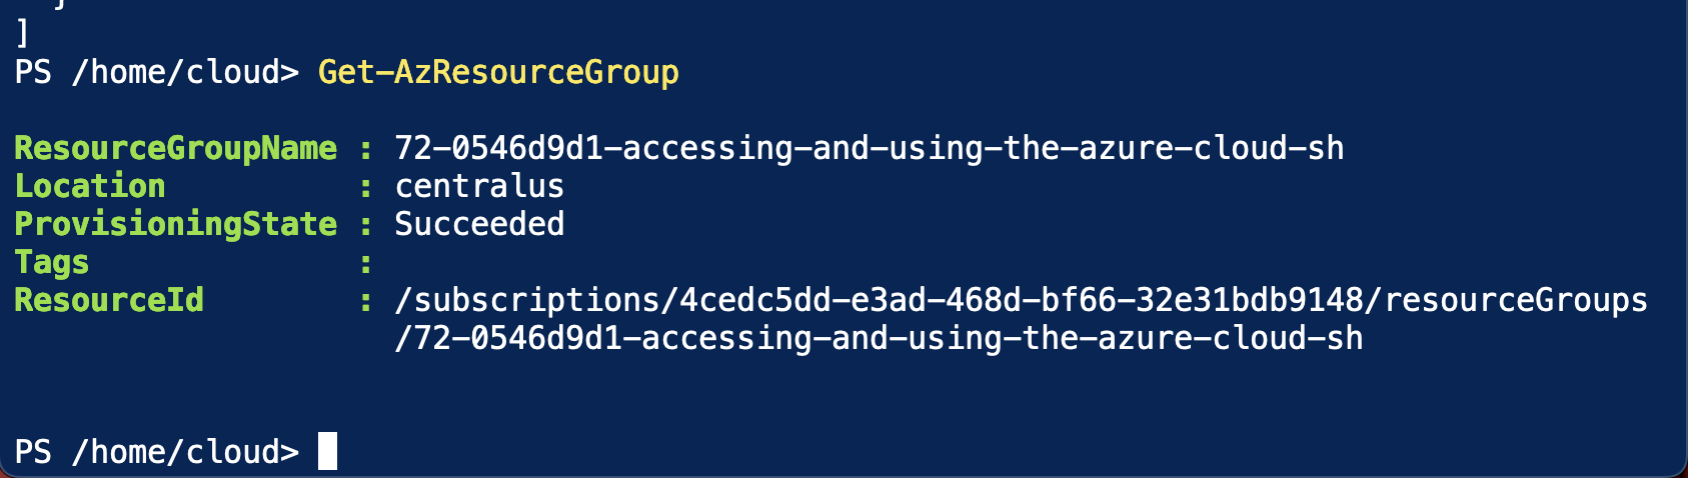 ]
PS /home/cloud> Get-AzResourceGroup
ResourceGroupName : 72-0546d9d1-accessing-and-using-the-azure-cloud-sh
Location          : centralus
ProvisioningState : Succeeded
Tags              :
ResourceId        : /subscriptions/4cedc5dd-e3ad-468d-bf66-32e31bdb9148/resourceGroups
/72-0546d9d1-accessing-and-using-the-azure-cloud-sh
PS /home/cloud>